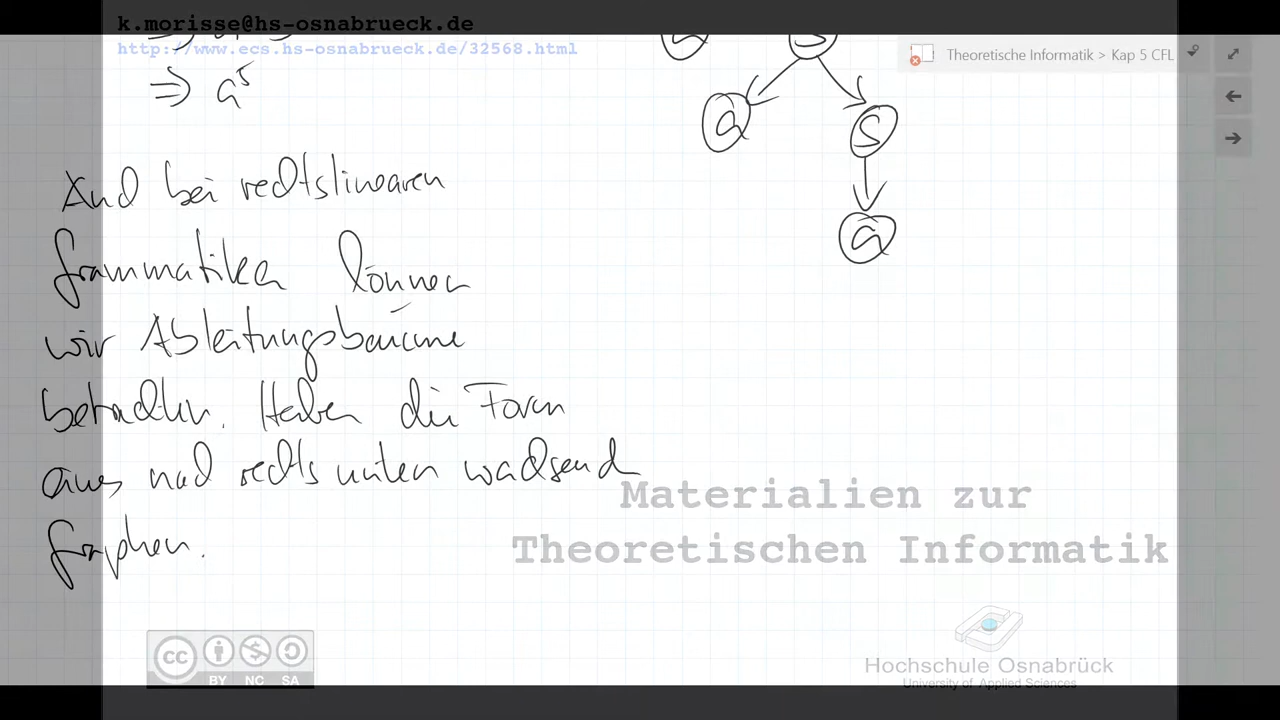 k.morisse@hs-osnabrueck.de
http://www.ecs.hs-osnabrueck.de/32568.html
Theoretische Informatik > Kap 5 CFL
⇒ a⁵
a
S
a
Auch bei rechtslinearen
Grammatiken können
wir Ableitungsbäume
betrachten. Haben die Form
eines nach rechts unten wachsend
Graphen.
Materialien zur
Theoretischen Informatik
cc
BY NC SA
Hochschule Osnabrück
University of Applied Sciences